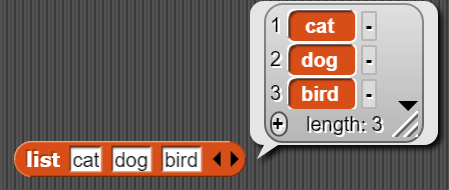 1 cat -
2 dog -
3 bird -
+ length: 3
list cat dog bird